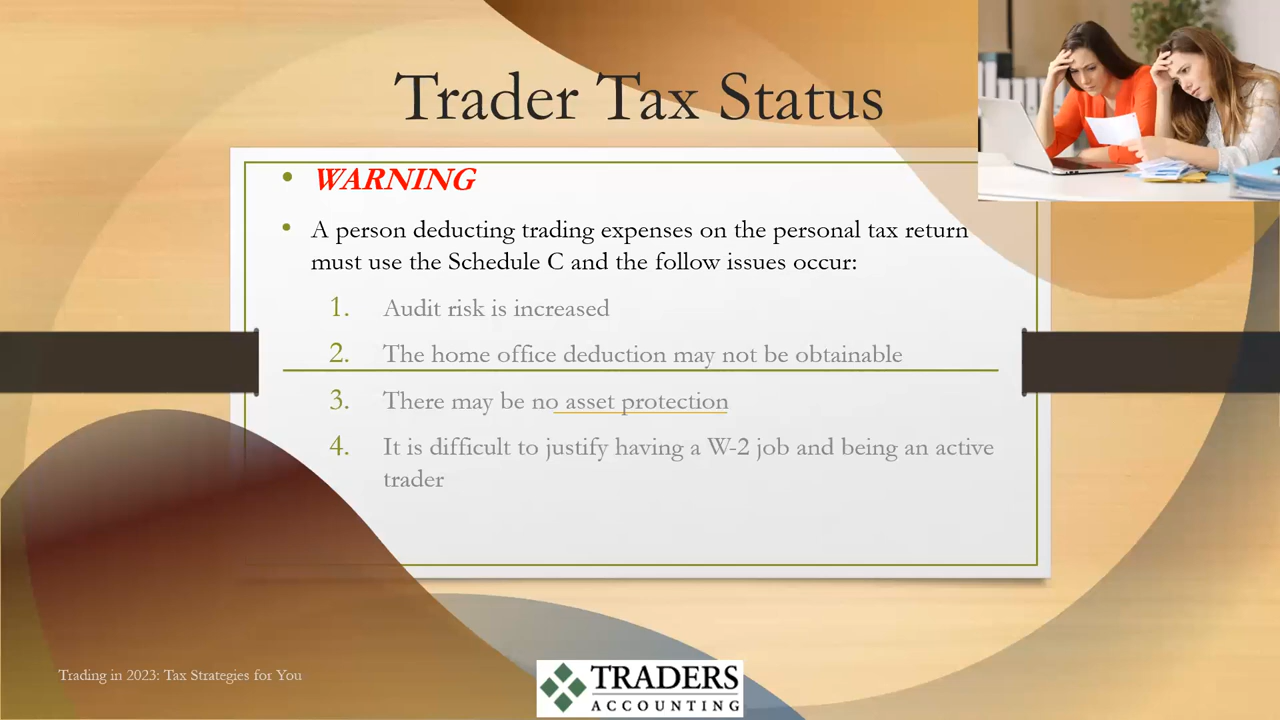 Trader Tax Status
• WARNING
• A person deducting trading expenses on the personal tax return
must use the Schedule C and the follow issues occur:
1. Audit risk is increased
2. The home office deduction may not be obtainable
3. There may be no asset protection
4. It is difficult to justify having a W-2 job and being an active
trader
Trading in 2023: Tax Strategies for You
TRADERS
ACCOUNTING